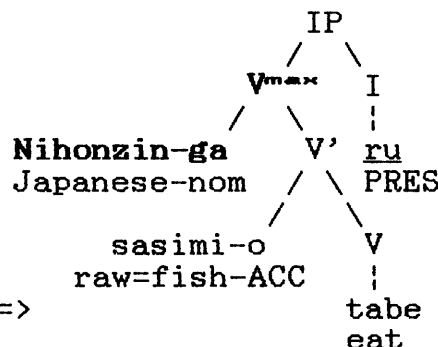 IP
Vmax I
Nihonzin-ga V' ru
Japanese-nom PRES
sasimi-o V
raw=fish-ACC
=> tabe
eat